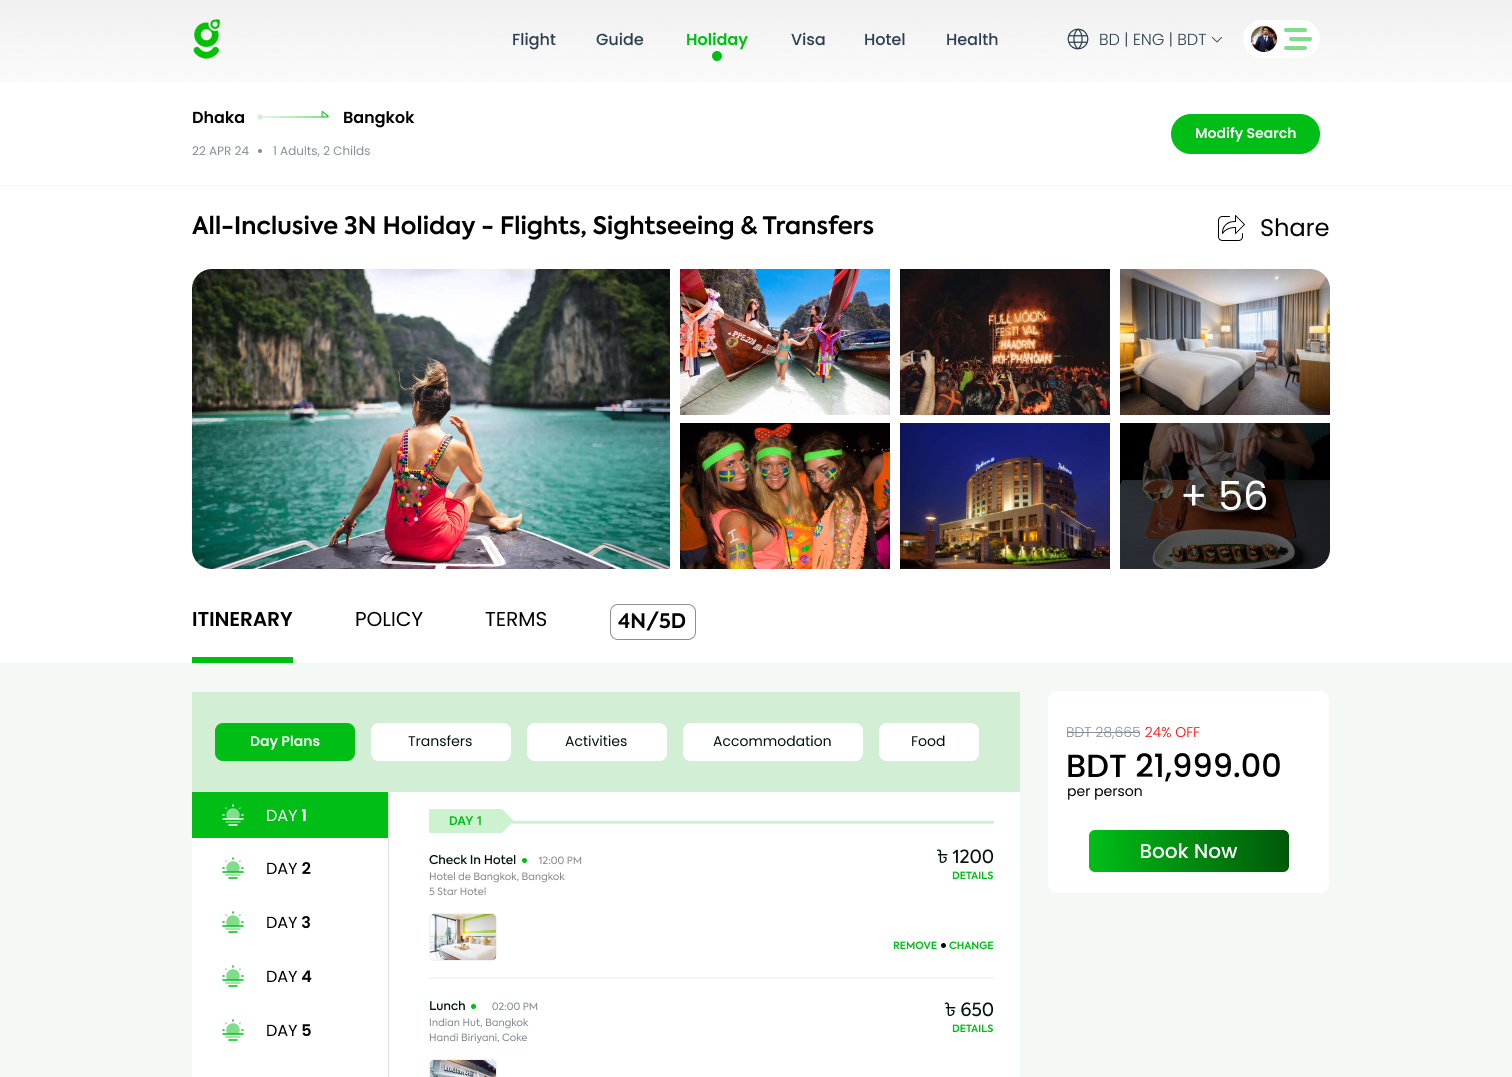 Flight Guide Holiday Visa Hotel Health BD | ENG | BDT
Dhaka Bangkok
22 APR 24 • 1 Adults, 2 Childs
Modify Search
All-Inclusive 3N Holiday - Flights, Sightseeing & Transfers
Share
PPE.228
FULL MOON
FESTIVAL
HAADRIN
KOH PHANGAN
+ 56
ITINERARY POLICY TERMS 4N/5D
Day Plans Transfers Activities Accommodation Food
BDT 28,665 24% OFF
BDT 21,999.00
per person
Book Now
DAY 1
DAY 2
DAY 3
DAY 4
DAY 5
DAY 1
Check In Hotel • 12:00 PM
৳ 1200
Hotel de Bangkok, Bangkok
DETAILS
5 Star Hotel
REMOVE • CHANGE
Lunch • 02:00 PM
৳ 650
Indian Hut, Bangkok
DETAILS
Handi Biriyani, Coke